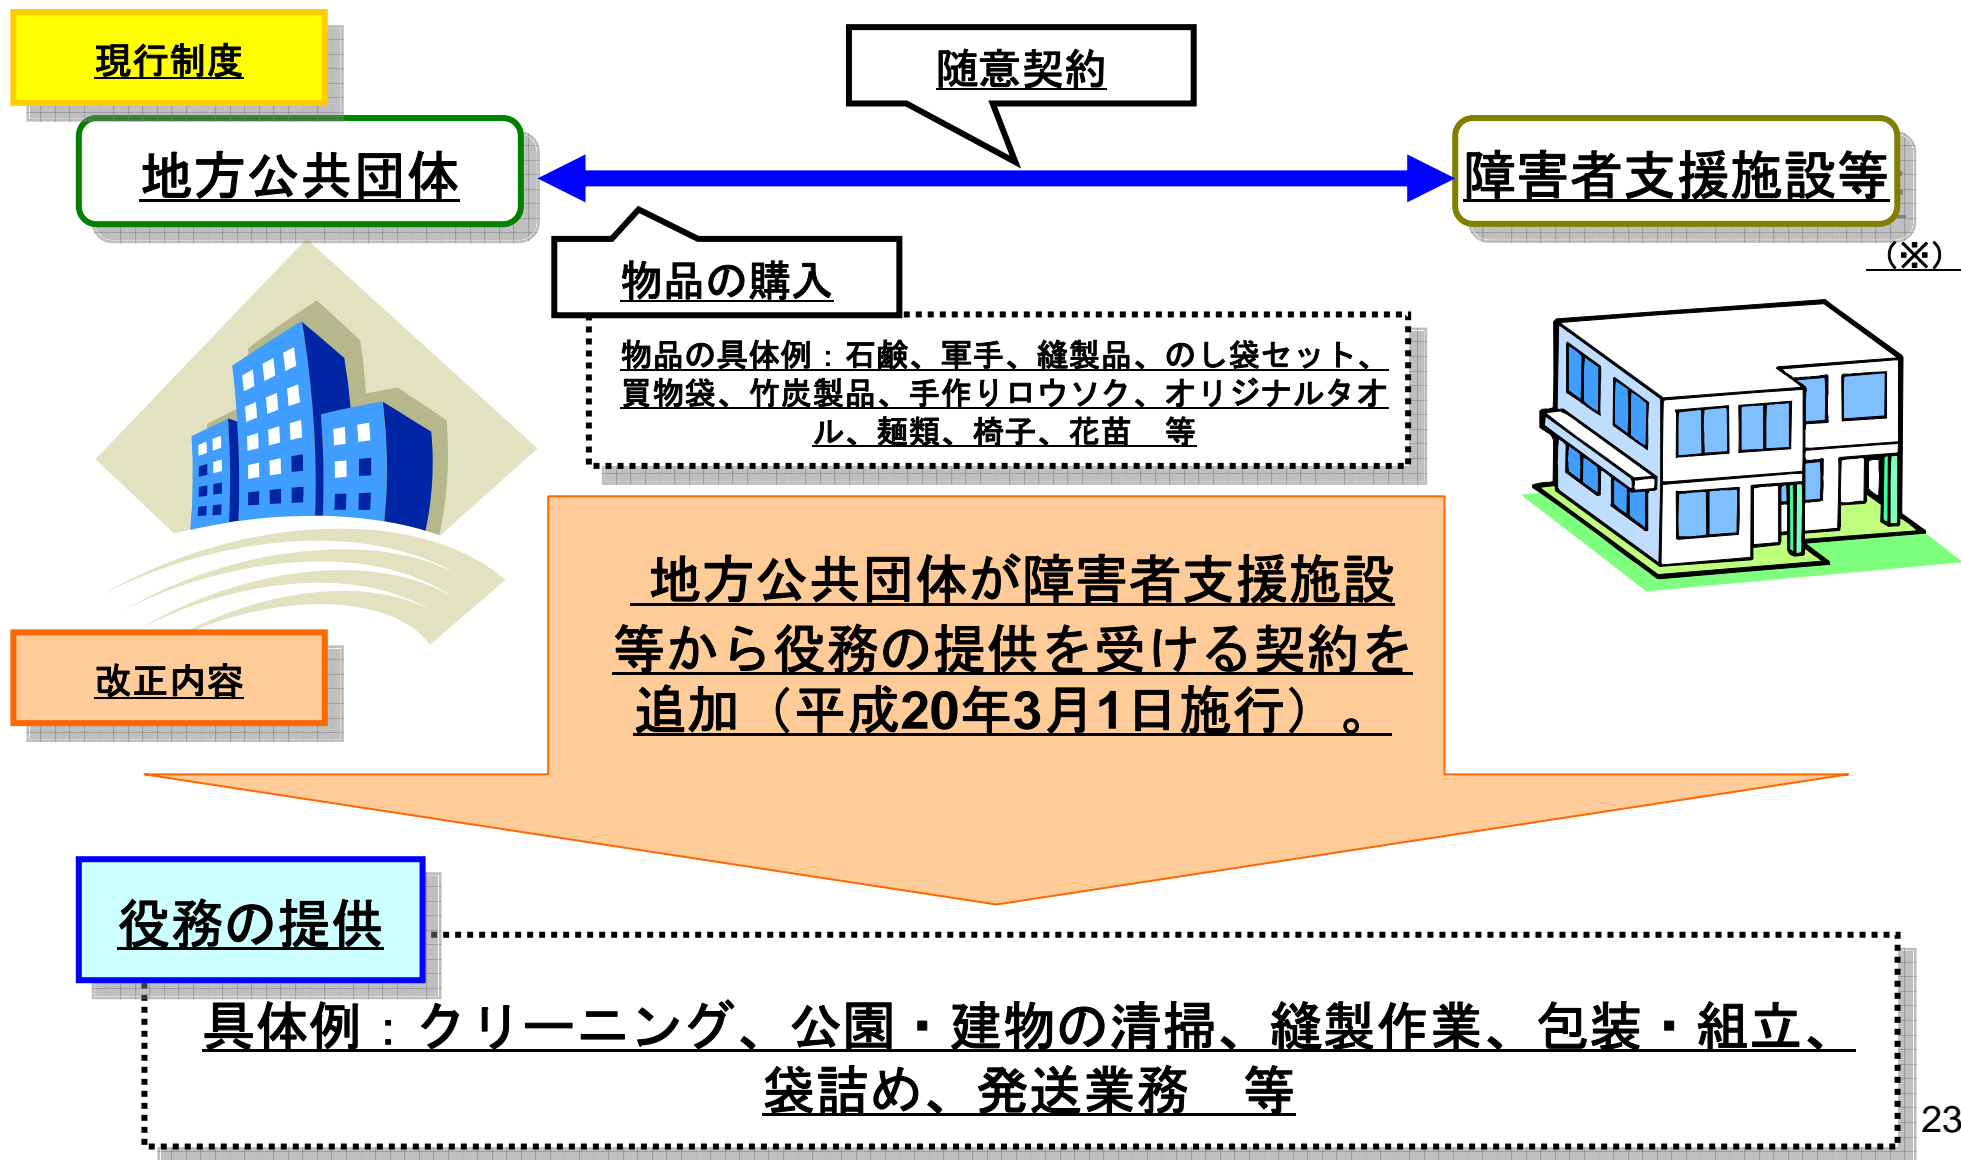 現行制度
随意契約
地方公共団体
障害者支援施設等
（※）
物品の購入
物品の具体例：石鹸、軍手、縫製品、のし袋セット、
買物袋、竹炭製品、手作りロウソク、オリジナルタオ
ル、麺類、椅子、花苗　等
地方公共団体が障害者支援施設
等から役務の提供を受ける契約を
追加（平成20年3月1日施行）。
改正内容
役務の提供
具体例：クリーニング、公園・建物の清掃、縫製作業、包装・組立、
袋詰め、発送業務　等
23